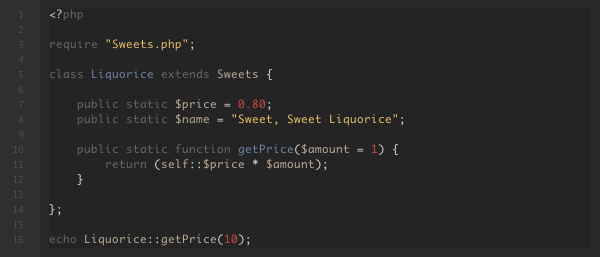 1 <?php
2
3 require "Sweets.php";
4
5 class Liquorice extends Sweets {
6
7     public static $price = 0.80;
8     public static $name = "Sweet, Sweet Liquorice";
9
10     public static function getPrice($amount = 1) {
11         return (self::$price * $amount);
12     }
13
14 };
15
16 echo Liquorice::getPrice(10);